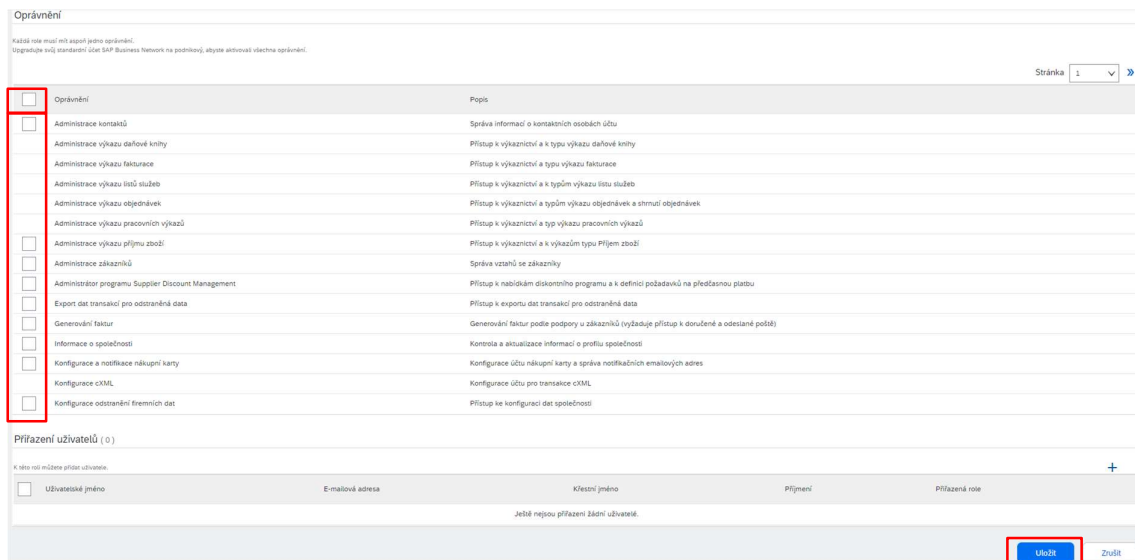 Oprávnění
Každá role musí mít aspoň jedno oprávnění.
Upgradujte svůj standardní účet SAP Business Network na podnikový, abyste aktivovali všechna oprávnění.
Stránka 1 »
Oprávnění Popis
Administrace kontaktů Správa informací o kontaktních osobách účtu
Administrace výkazu daňové knihy Přístup k výkaznictví a k typu výkazu daňové knihy
Administrace výkazu fakturace Přístup k výkaznictví a typu výkazu fakturace
Administrace výkazu listů služeb Přístup k výkaznictví a k typům výkazu listu služeb
Administrace výkazu objednávek Přístup k výkaznictví a typům výkazu objednávek a shrnutí objednávek
Administrace výkazu pracovních výkazů Přístup k výkaznictví a typ výkazu pracovních výkazů
Administrace výkazu příjmu zboží Přístup k výkaznictví a k výkazům typu Příjem zboží
Administrace zákazníků Správa vztahů se zákazníky
Administrátor programu Supplier Discount Management Přístup k nabídkám diskontního programu a k definici požadavků na předčasnou platbu
Export dat transakcí pro odstraněná data Přístup k exportu dat transakcí pro odstraněná data
Generování faktur Generování faktur podle podpory u zákazníků (vyžaduje přístup k doručené a odeslané poště)
Informace o společnosti Kontrola a aktualizace informací o profilu společnosti
Konfigurace a notifikace nákupní karty Konfigurace účtu nákupní karty a správa notifikačních emailových adres
Konfigurace cXML Konfigurace účtu pro transakce cXML
Konfigurace odstranění firemních dat Přístup ke konfiguraci dat společnosti
Přiřazení uživatelů ( 0 )
K této roli můžete přidat uživatele. +
Uživatelské jméno E-mailová adresa Křestní jméno Příjmení Přiřazená role
Ještě nejsou přiřazeni žádní uživatelé.
Uložit Zrušit